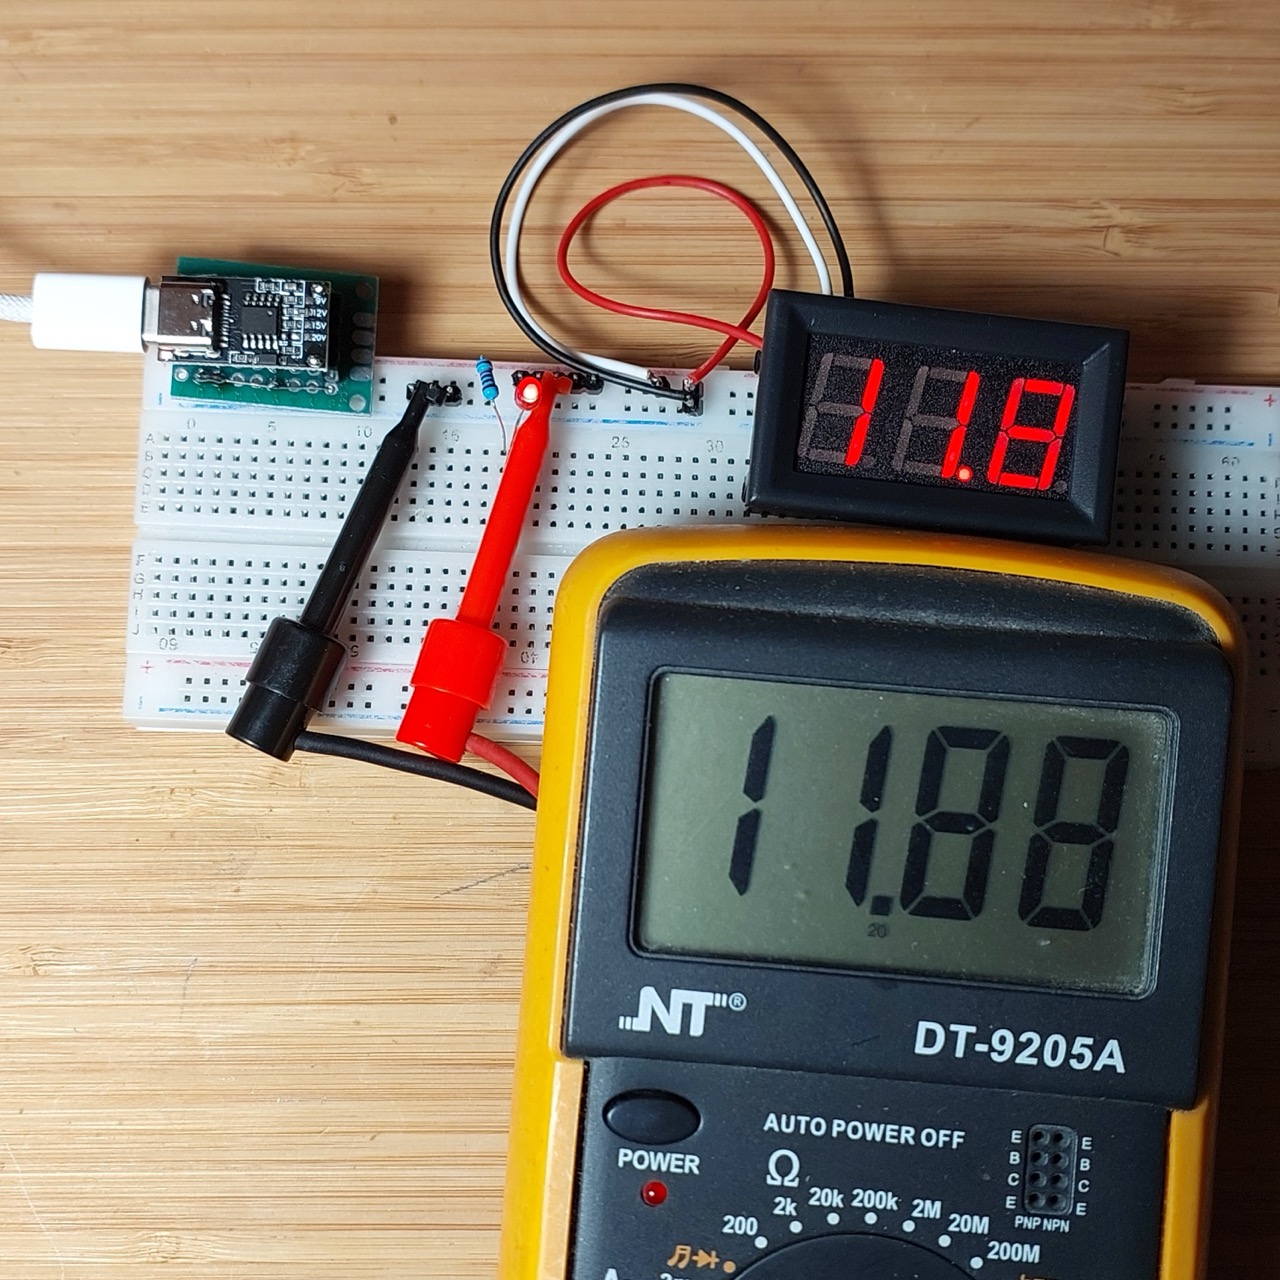 9V
12V
15V
20V
11.8
0 5 10 15 25 30 60
A
B
C
D
E
F
G
H
I
J
11.88
20
NT®
DT-9205A
AUTO POWER OFF
POWER
Ω
200 2k 20k 200k 2M 20M 200M
E E
B B
C C
E E
PNP NPN